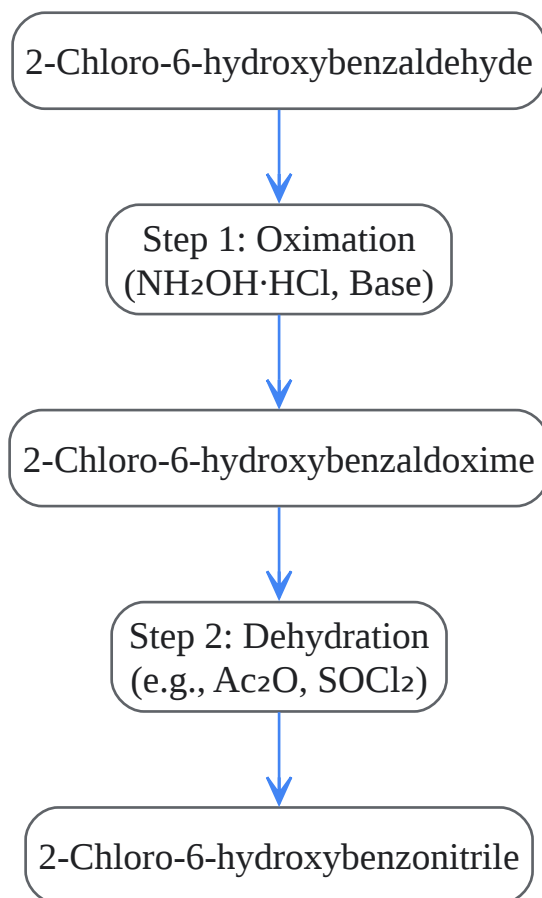 2-Chloro-6-hydroxybenzaldehyde
Step 1: Oximation
(NH₂OH·HCl, Base)
2-Chloro-6-hydroxybenzaldoxime
Step 2: Dehydration
(e.g., Ac₂O, SOCl₂)
2-Chloro-6-hydroxybenzonitrile